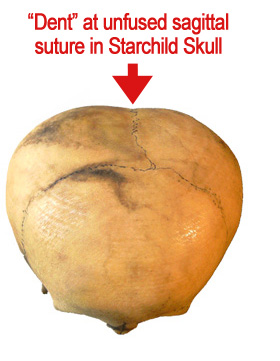 “Dent” at unfused sagittal
suture in Starchild Skull